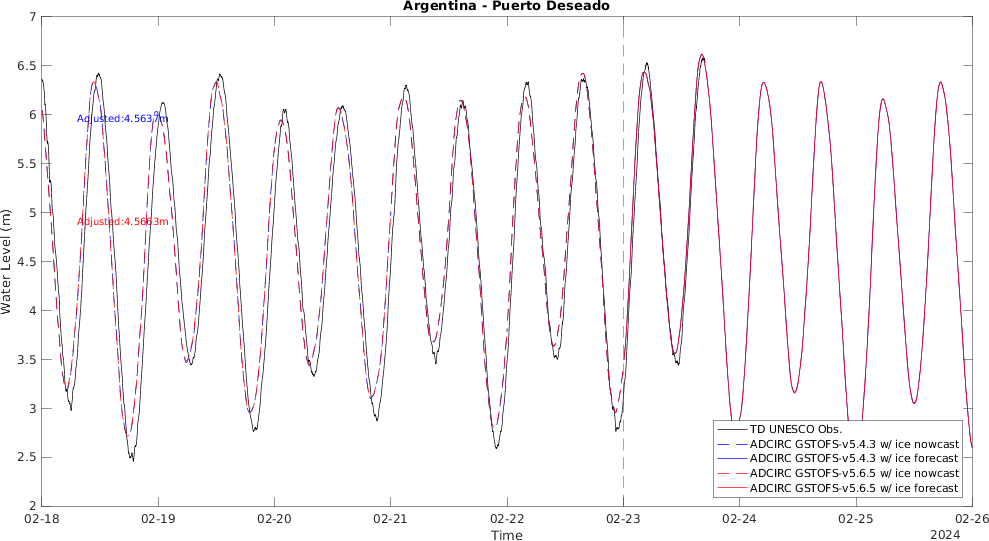 Argentina - Puerto Deseado
7
6.5
6
5.5
5
4.5
4
3.5
3
2.5
2
Water Level (m)
Adjusted:4.5637m
Adjusted:4.5663m
TD UNESCO Obs.
ADCIRC GSTOFS-v5.4.3 w/ ice nowcast
ADCIRC GSTOFS-v5.4.3 w/ ice forecast
ADCIRC GSTOFS-v5.6.5 w/ ice nowcast
ADCIRC GSTOFS-v5.6.5 w/ ice forecast
02-18 02-19 02-20 02-21 02-22 02-23 02-24 02-25 02-26
Time
2024